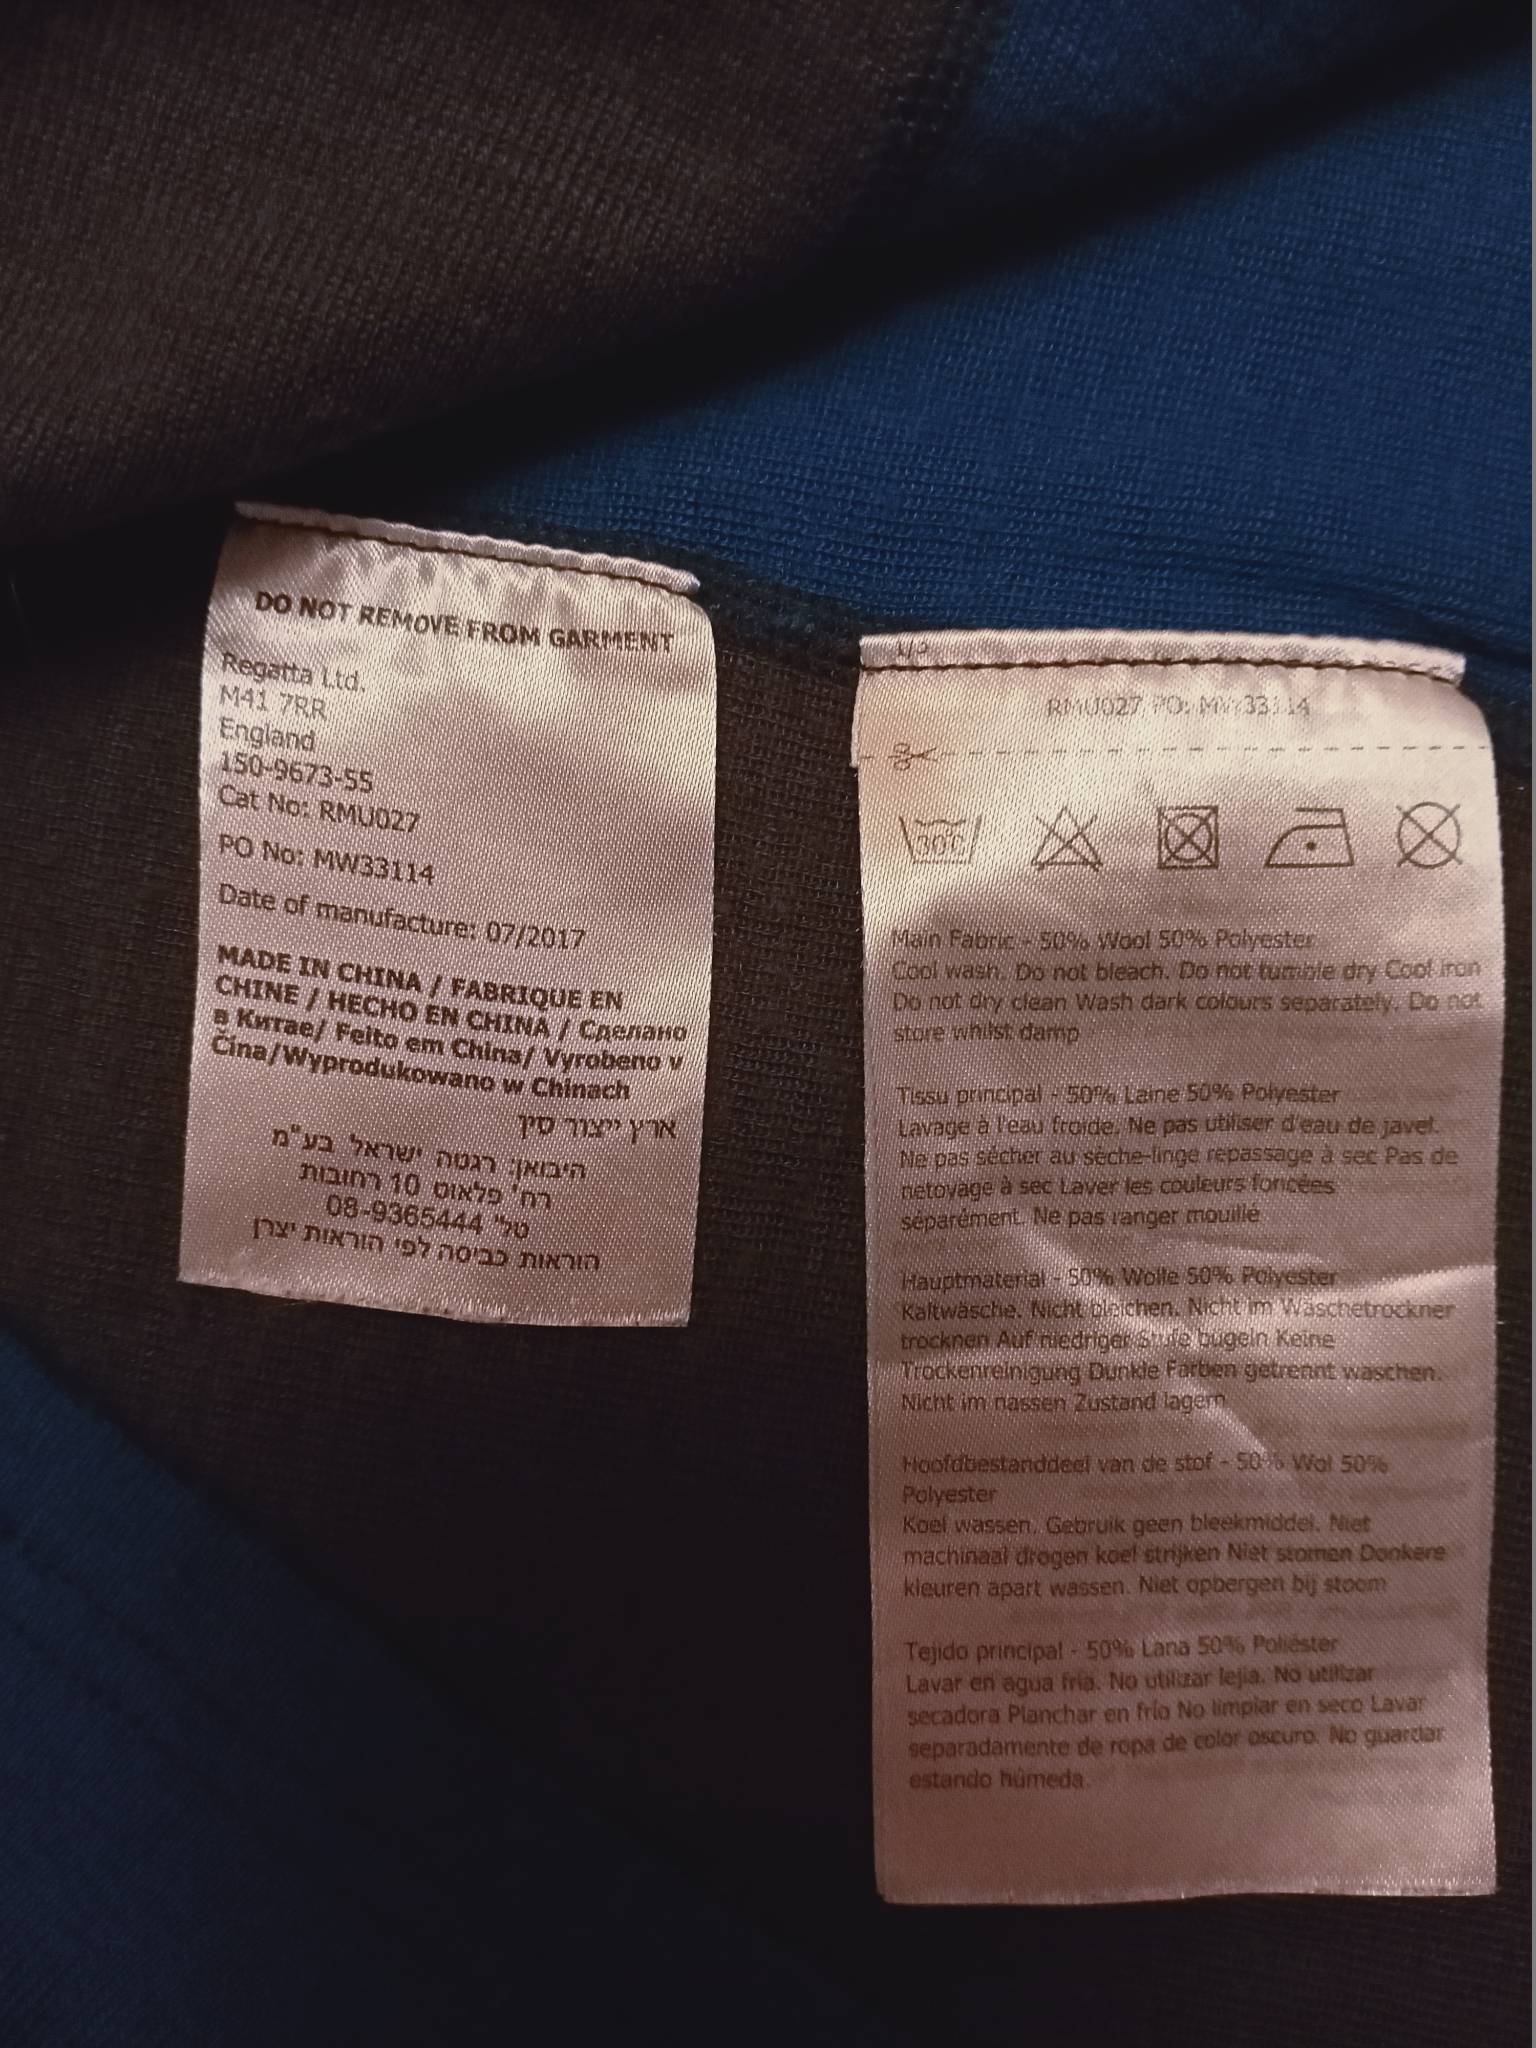 DO NOT REMOVE FROM GARMENT
Regatta Ltd.
M41 7RR
England
150-9673-55
Cat No: RMU027
PO No: MW33114
Date of manufacture: 07/2017
MADE IN CHINA / FABRIQUE EN
CHINE / HECHO EN CHINA / Сделано
в Китае/ Feito em China/ Vyrobeno v
Čína/Wyprodukowano w Chinach
ארץ ייצור סין
היבואן: רגטה ישראל בע"מ
רח' פלאוט 10 רחובות
טל" 08-9365444
הוראות כביסה לפי הוראות יצרן
RMU027 PO: MW33114
30°
Main Fabric - 50% Wool 50% Polyester
Cool wash. Do not bleach. Do not tumble dry Cool iron
Do not dry clean Wash dark colours separately. Do not
store whilst damp
Tissu principal - 50% Laine 50% Polyester
Lavage à l'eau froide. Ne pas utiliser d'eau de javel.
Ne pas sécher au sèche-linge repassage à sec Pas de
netoyage à sec Laver les couleurs foncées
séparément. Ne pas ranger mouillé
Hauptmaterial - 50% Wolle 50% Polyester
Kaltwäsche. Nicht bleichen. Nicht im Wäschetrockner
trocknen Auf niedriger Stufe bügeln Keine
Trockenreinigung Dunkle Farben getrennt waschen.
Nicht im nassen Zustand lagern
Hoofdbestanddeel van de stof - 50% Wol 50%
Polyester
Koel wassen. Gebruik geen bleekmiddel. Niet
machinaal drogen koel strijken Niet stomen Donkere
kleuren apart wassen. Niet opbergen bij stoom
Tejido principal - 50% Lana 50% Poliéster
Lavar en agua fría. No utilizar lejía. No utilizar
secadora Planchar en frío No limpiar en seco Lavar
separadamente de ropa de color oscuro. No guardar
estando húmeda.